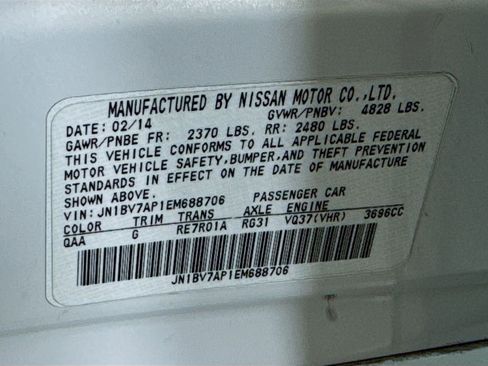 MANUFACTURED BY NISSAN MOTOR CO.,LTD.
DATE: 02/14 GVWR/PNBV: 4828 LBS.
GAWR/PNBE FR: 2370 LBS. RR: 2480 LBS.
THIS VEHICLE CONFORMS TO ALL APPLICABLE FEDERAL
MOTOR VEHICLE SAFETY, BUMPER, AND THEFT PREVENTION
STANDARDS IN EFFECT ON THE DATE OF MANUFACTURE
SHOWN ABOVE.
VIN: JN1BV7AP1EM688706 PASSENGER CAR
COLOR TRIM TRANS AXLE ENGINE
QAA G RE7R01A RG31 VQ37(VHR) 3696CC
JN1BV7AP1EM688706